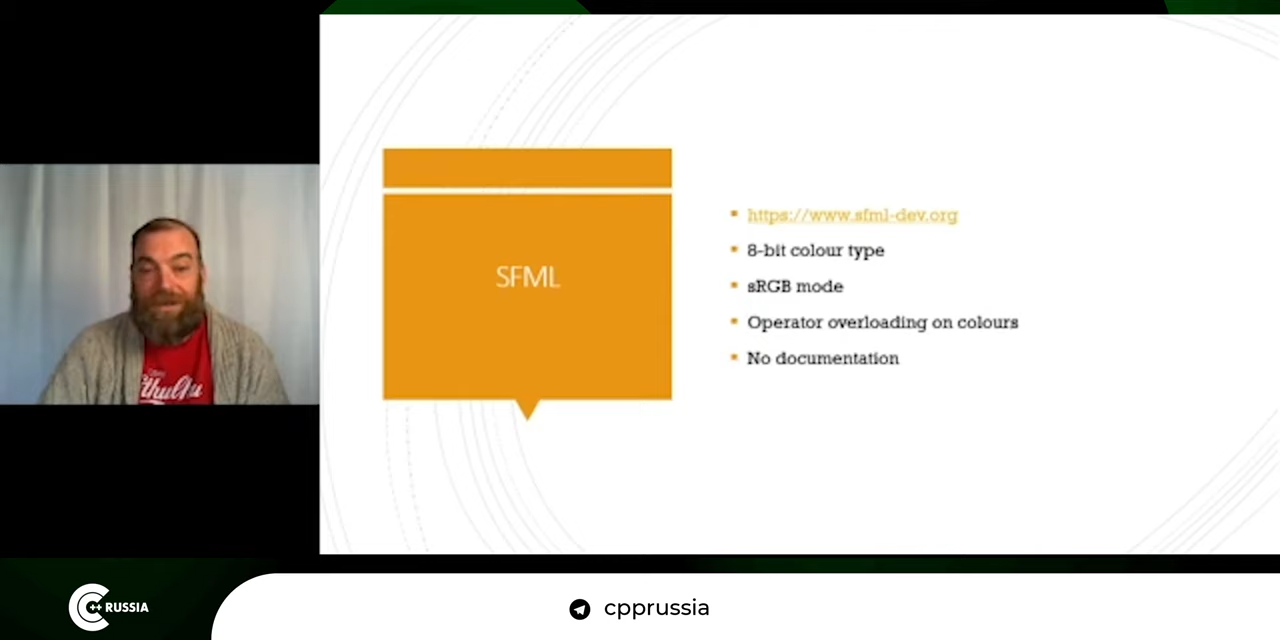 SFML
https://www.sfml-dev.org
8-bit colour type
sRGB mode
Operator overloading on colours
No documentation
Cthulhu
C++ RUSSIA
cpprussia